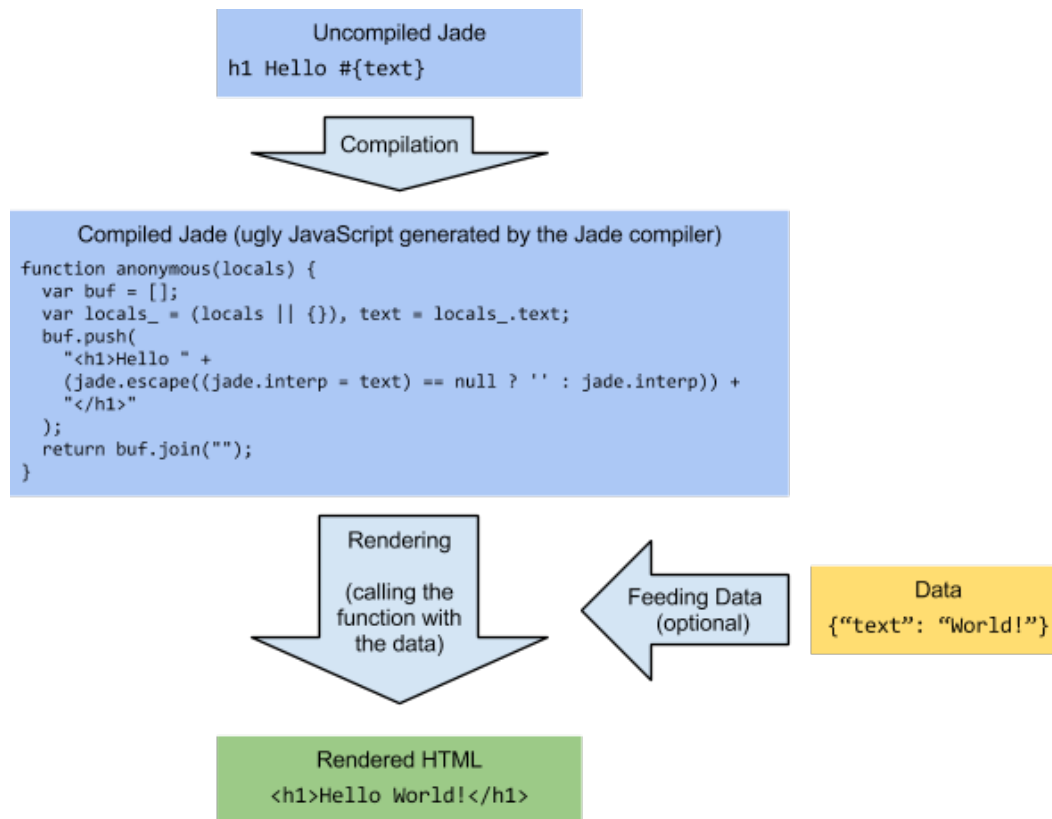 Uncompiled Jade
h1 Hello #{text}
Compilation
Compiled Jade (ugly JavaScript generated by the Jade compiler)
function anonymous(locals) {
  var buf = [];
  var locals_ = (locals || {}), text = locals_.text;
  buf.push(
    "<h1>Hello " +
    (jade.escape((jade.interp = text) == null ? '' : jade.interp)) +
    "</h1>"
  );
  return buf.join("");
}
Rendering
(calling the
function with
the data)
Feeding Data
(optional)
Data
{“text”: “World!”}
Rendered HTML
<h1>Hello World!</h1>